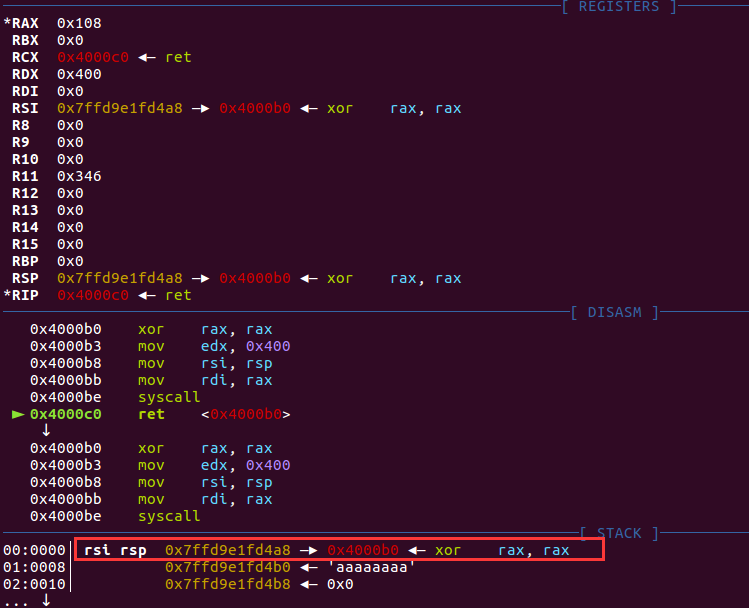 [ REGISTERS ]
*RAX 0x108
RBX 0x0
RCX 0x4000c0 ◂— ret
RDX 0x400
RDI 0x0
RSI 0x7ffd9e1fd4a8 —▸ 0x4000b0 ◂— xor rax, rax
R8 0x0
R9 0x0
R10 0x0
R11 0x346
R12 0x0
R13 0x0
R14 0x0
R15 0x0
RBP 0x0
RSP 0x7ffd9e1fd4a8 —▸ 0x4000b0 ◂— xor rax, rax
*RIP 0x4000c0 ◂— ret
[ DISASM ]
0x4000b0 xor rax, rax
0x4000b3 mov edx, 0x400
0x4000b8 mov rsi, rsp
0x4000bb mov rdi, rax
0x4000be syscall
► 0x4000c0 ret <0x4000b0>
↓
0x4000b0 xor rax, rax
0x4000b3 mov edx, 0x400
0x4000b8 mov rsi, rsp
0x4000bb mov rdi, rax
0x4000be syscall
[ STACK ]
00:0000│ rsi rsp 0x7ffd9e1fd4a8 —▸ 0x4000b0 ◂— xor rax, rax
01:0008│ 0x7ffd9e1fd4b0 ◂— 'aaaaaaaa'
02:0010│ 0x7ffd9e1fd4b8 ◂— 0x0
... ↓